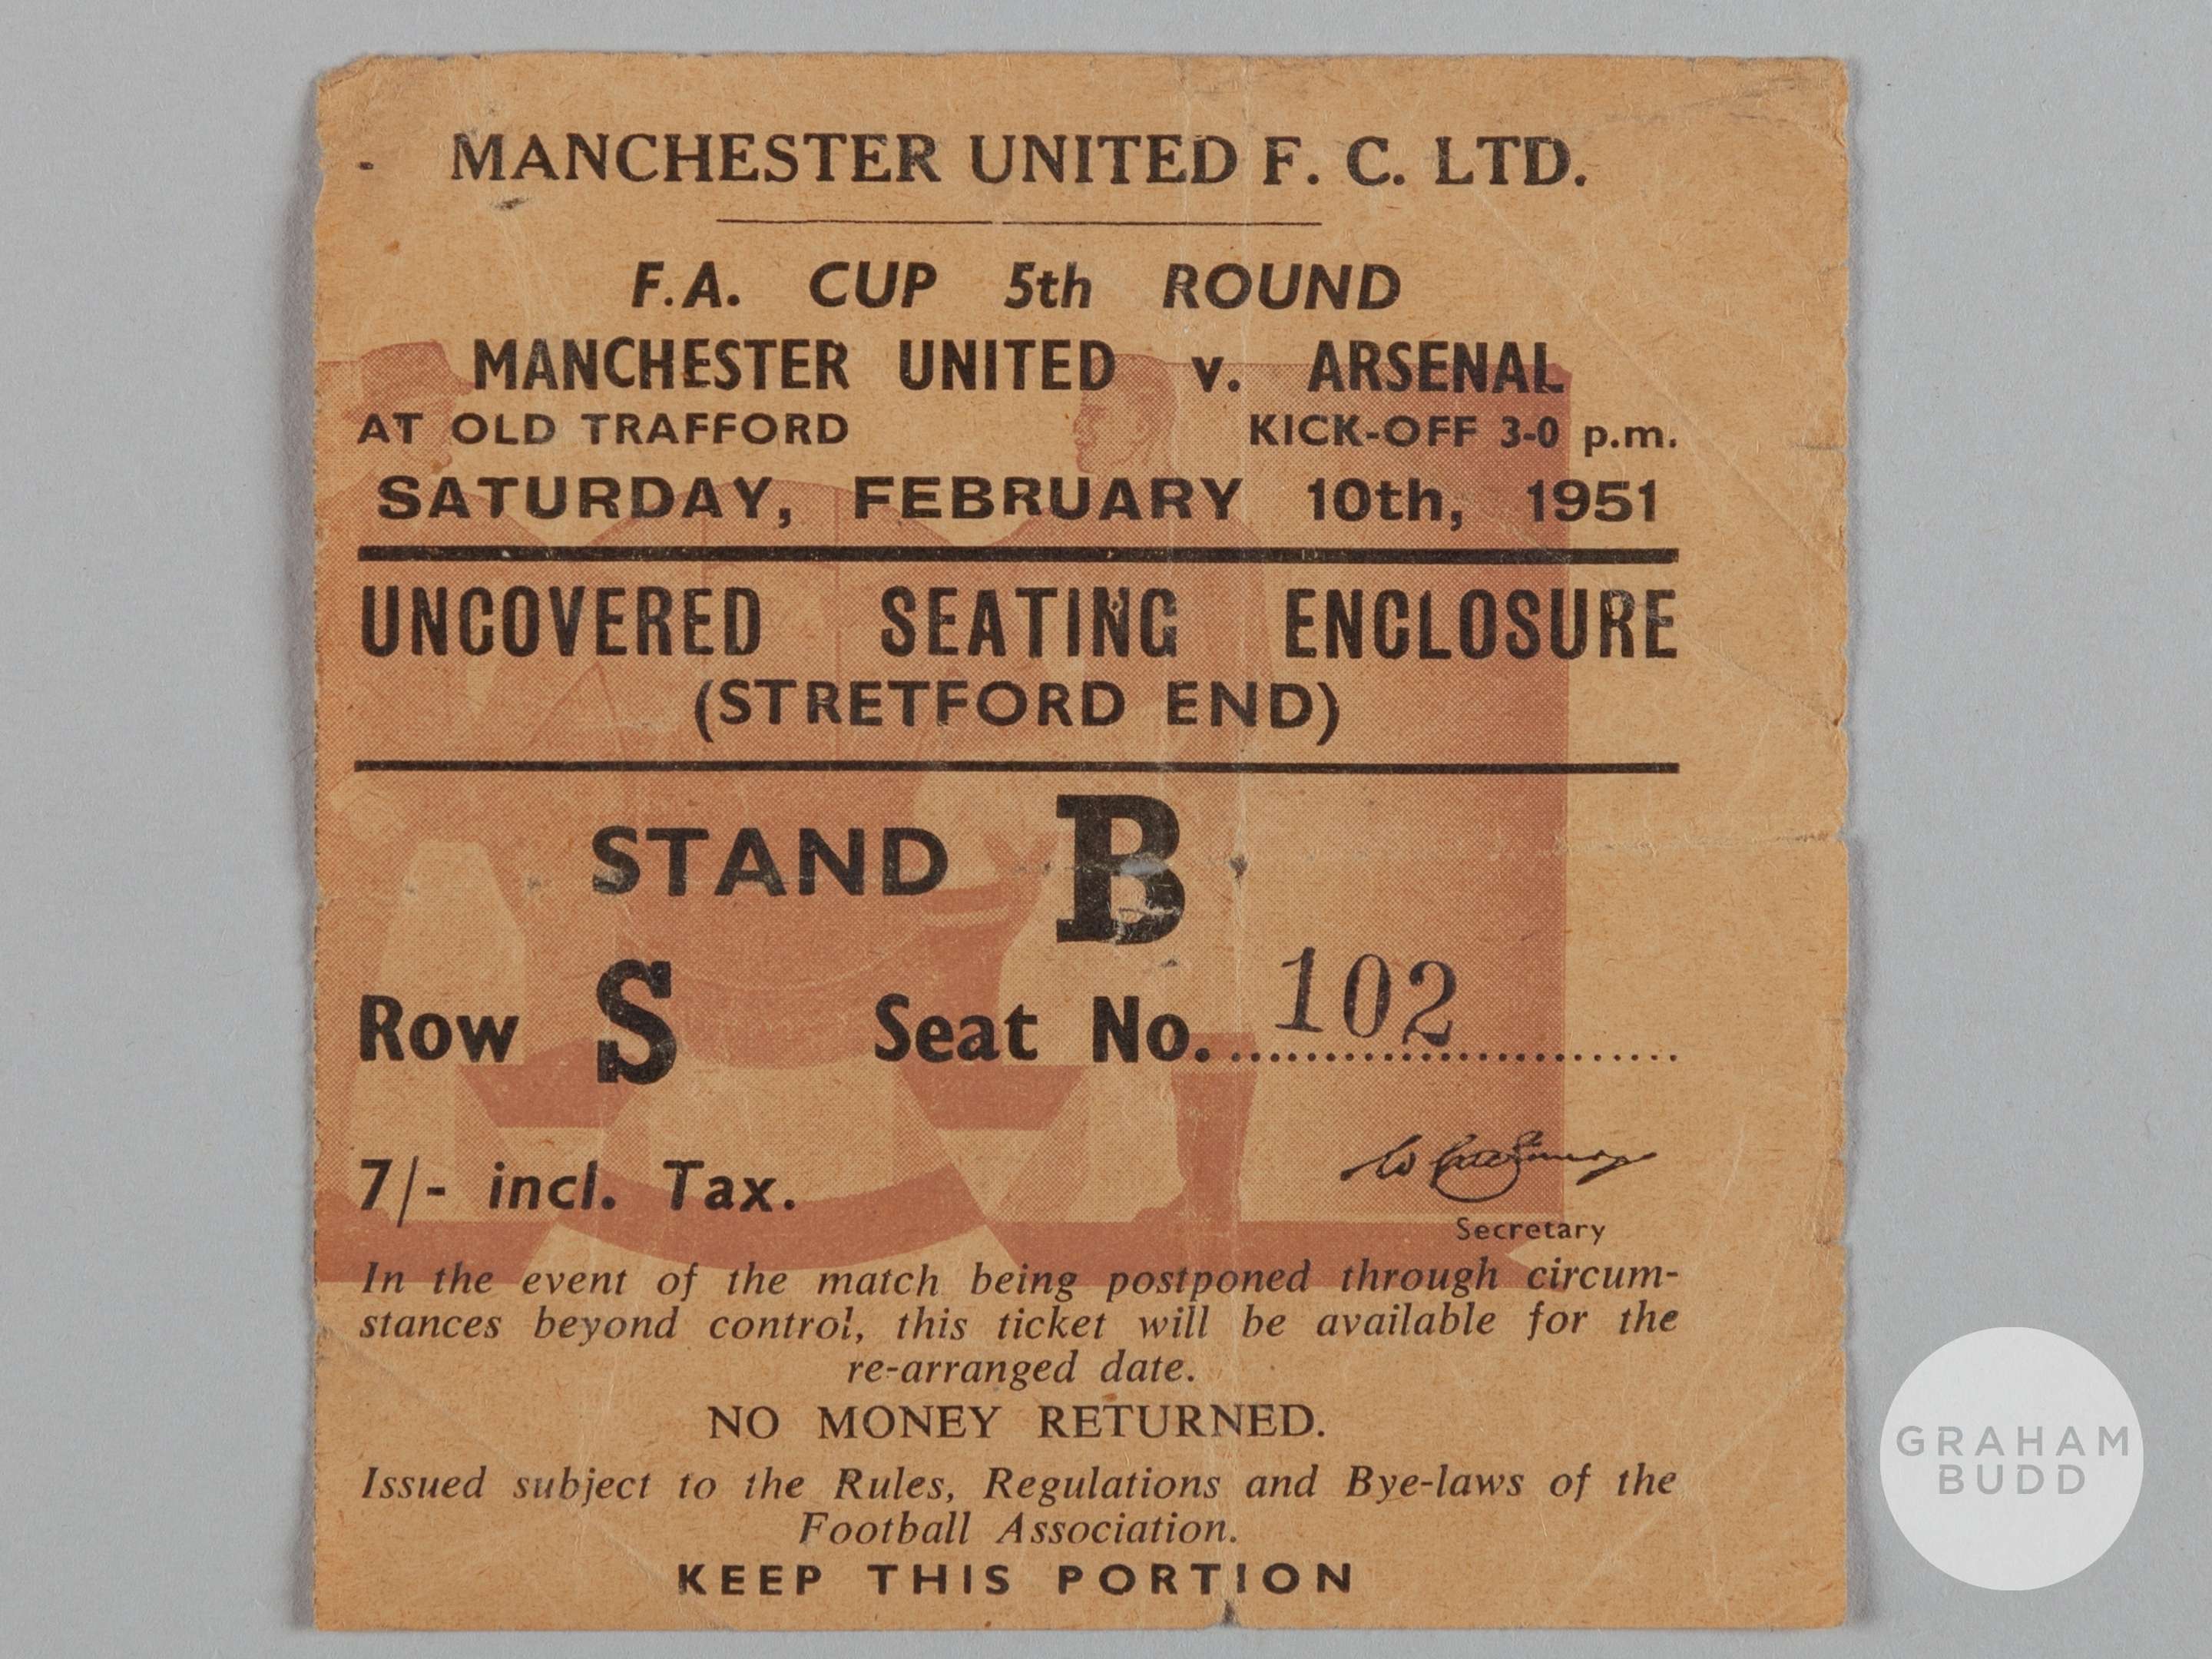 MANCHESTER UNITED F. C. LTD.
F.A. CUP 5th ROUND
MANCHESTER UNITED v. ARSENAL
AT OLD TRAFFORD KICK-OFF 3-0 p.m.
SATURDAY, FEBRUARY 10th, 1951
UNCOVERED SEATING ENCLOSURE
(STRETFORD END)
STAND B
Row S Seat No. 102
7/- incl. Tax.
Secretary
In the event of the match being postponed through circum-
stances beyond control, this ticket will be available for the
re-arranged date.
NO MONEY RETURNED.
Issued subject to the Rules, Regulations and Bye-laws of the
Football Association.
KEEP THIS PORTION
GRAHAM
BUDD